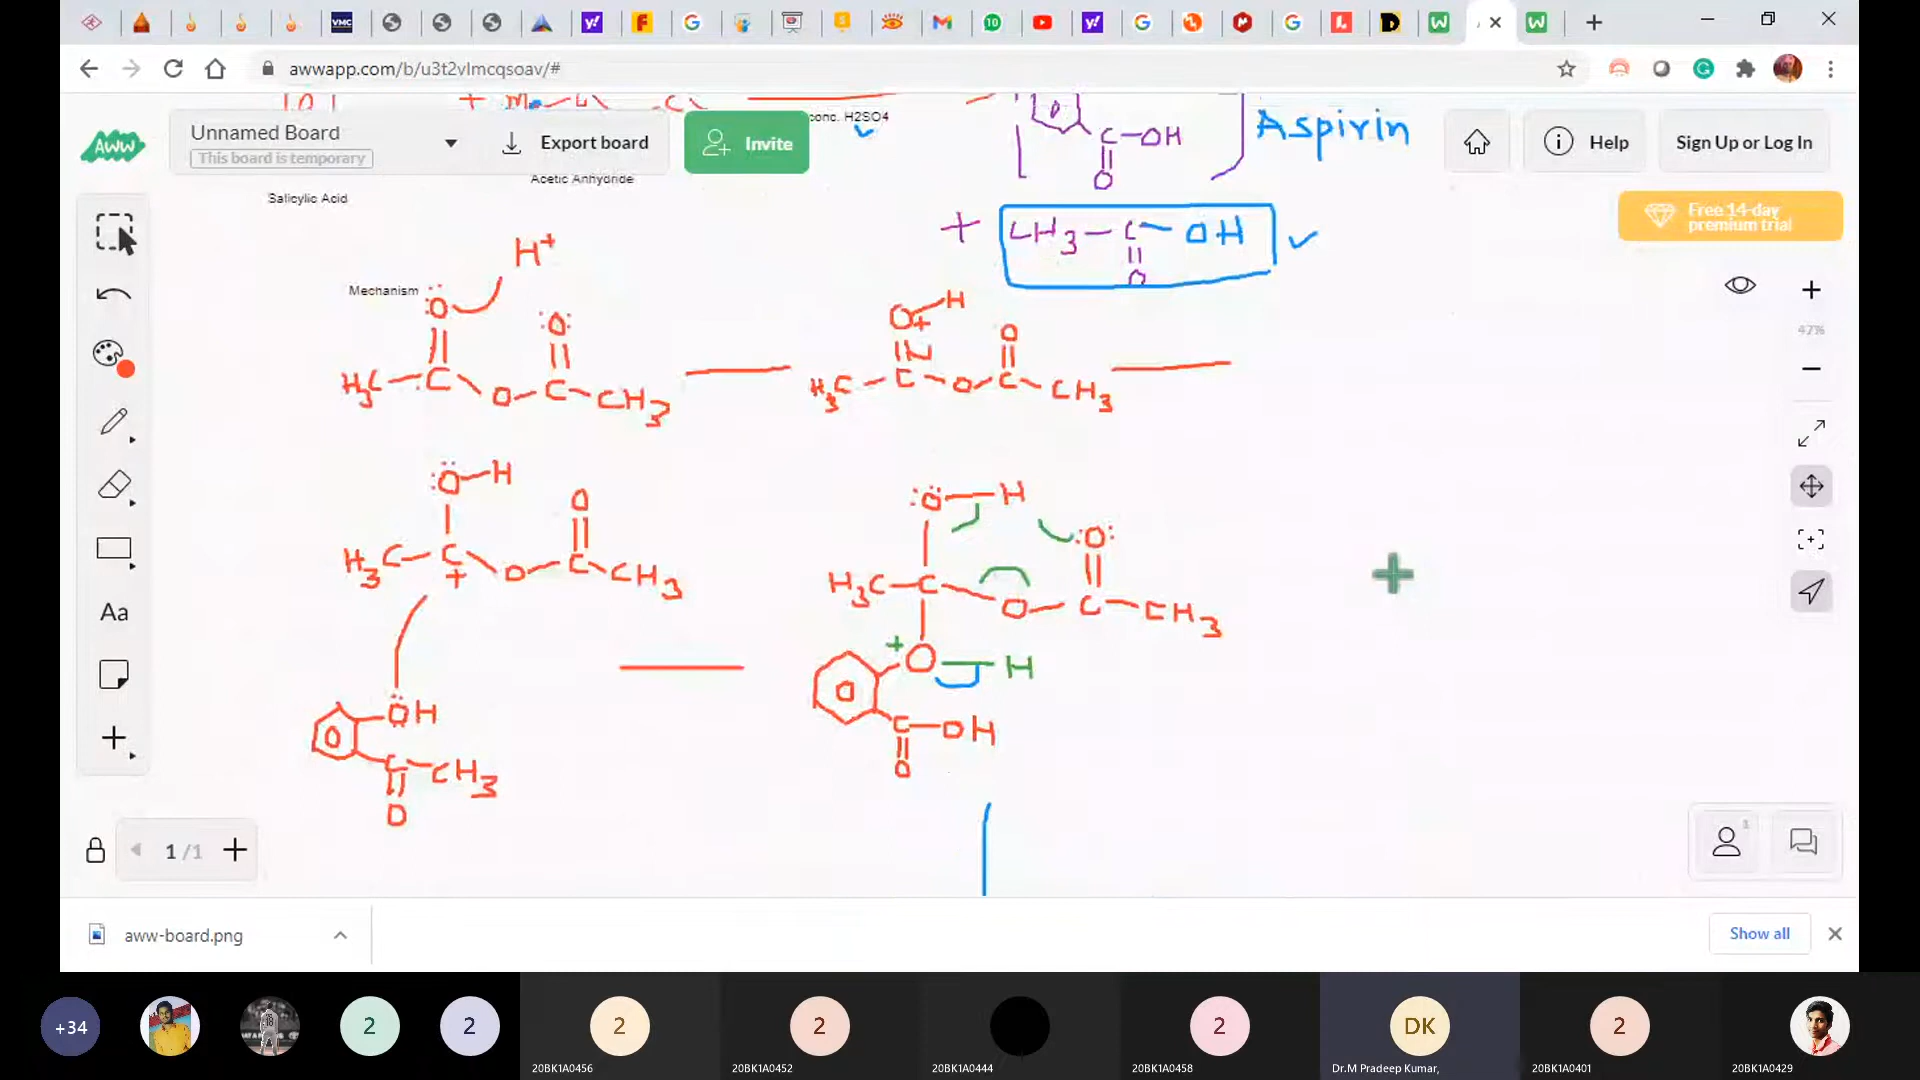 VMC
awwapp.com/b/u3t2vlmcqsoav/#
conc. H2SO4
AWW
Unnamed Board
This board is temporary
Export board
Invite
C-OH
O
Aspirin
Help
Sign Up or Log In
Free 14-day
premium trial
Acetic Anhydride
Salicylic Acid
+ CH3-C-OH
O
H+
Mechanism
O
O
H3C-C-O-C-CH3
O-H
+
O
H3C-C-O-C-CH3
47%
O-H
O
H3C-C-O-C-CH3
+
O-H
O
H3C-C-O-C-CH3
+
O-H
C-OH
O
OH
C-CH3
O
Aa
1/1
1
aww-board.png
Show all
+34
2
2
2
2
2
DK
2
20BK1A0456
20BK1A0452
20BK1A0444
20BK1A0458
Dr.M Pradeep Kumar,
20BK1A0401
20BK1A0429